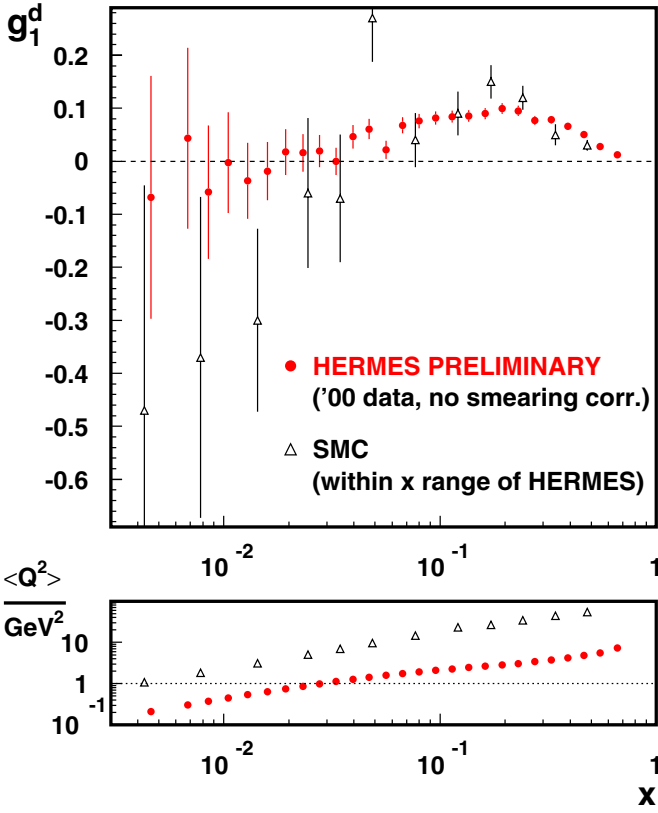 g₁ᵈ
0.2
0.1
0
-0.1
-0.2
-0.3
-0.4
-0.5
-0.6
HERMES PRELIMINARY
('00 data, no smearing corr.)
SMC
(within x range of HERMES)
10⁻² 10⁻¹ 1
<Q²>
GeV²
10
1
10⁻¹
10⁻² 10⁻¹ 1
x